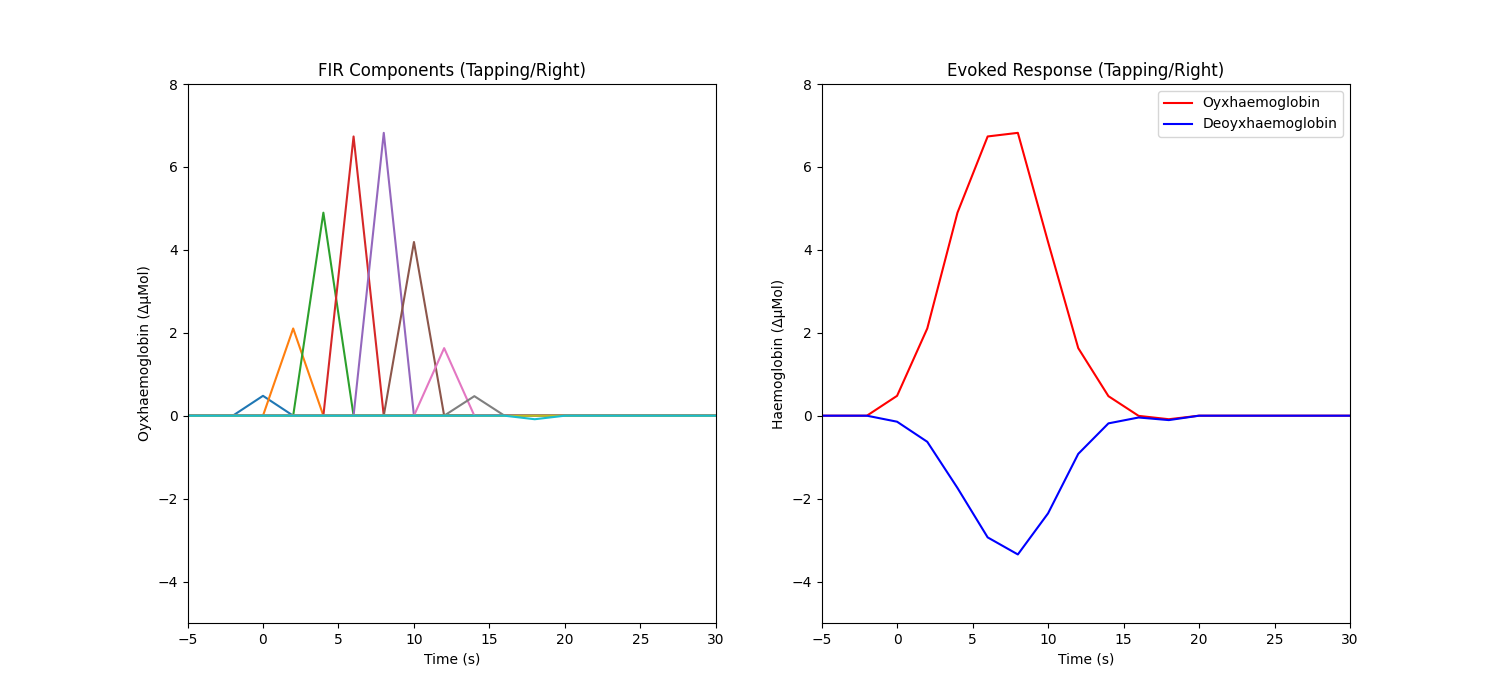 FIR Components (Tapping/Right)
8
6
4
2
0
−2
−4
Oyxhaemoglobin (ΔμMol)
−5 0 5 10 15 20 25 30
Time (s)
Evoked Response (Tapping/Right)
Oyxhaemoglobin
Deoyxhaemoglobin
8
6
4
2
0
−2
−4
Haemoglobin (ΔμMol)
−5 0 5 10 15 20 25 30
Time (s)